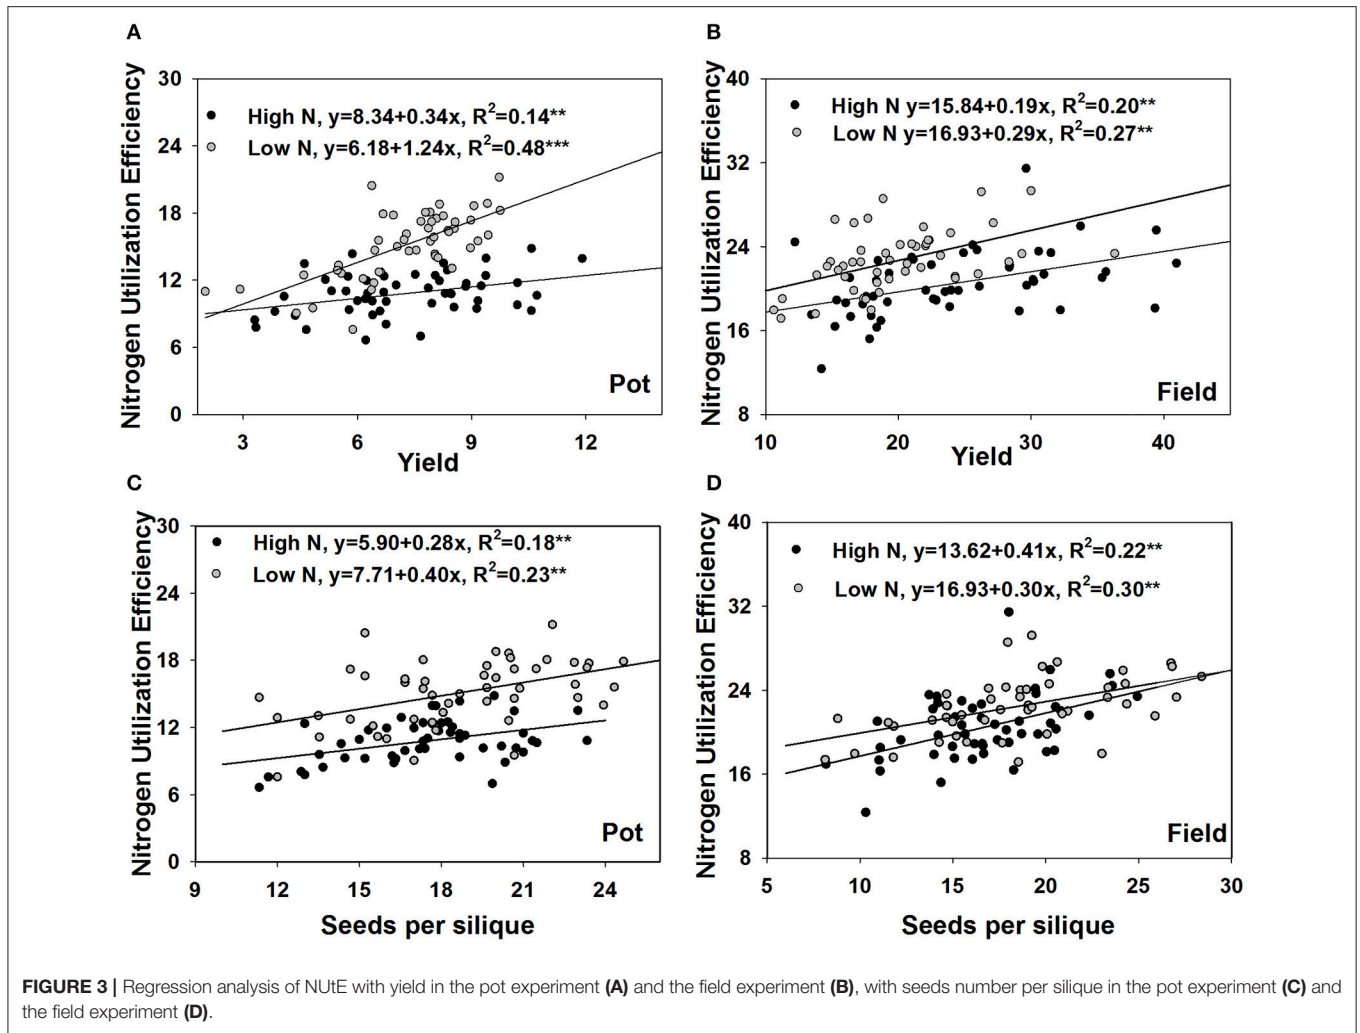 A
Nitrogen Utilization Efficiency
30
24
18
12
6
0
High N, y=8.34+0.34x, R²=0.14**
Low N, y=6.18+1.24x, R²=0.48***
Pot
3 6 9 12
Yield
B
Nitrogen Utilization Efficiency
40
32
24
16
8
High N y=15.84+0.19x, R²=0.20**
Low N y=16.93+0.29x, R²=0.27**
Field
10 20 30 40
Yield
C
Nitrogen Utilization Efficiency
30
24
18
12
6
0
High N, y=5.90+0.28x, R²=0.18**
Low N, y=7.71+0.40x, R²=0.23**
Pot
9 12 15 18 21 24
Seeds per silique
D
Nitrogen Utilization Efficiency
40
32
24
16
8
High N, y=13.62+0.41x, R²=0.22**
Low N, y=16.93+0.30x, R²=0.30**
Field
5 10 15 20 25 30
Seeds per silique
FIGURE 3 | Regression analysis of NUtE with yield in the pot experiment (A) and the field experiment (B), with seeds number per silique in the pot experiment (C) and
the field experiment (D).